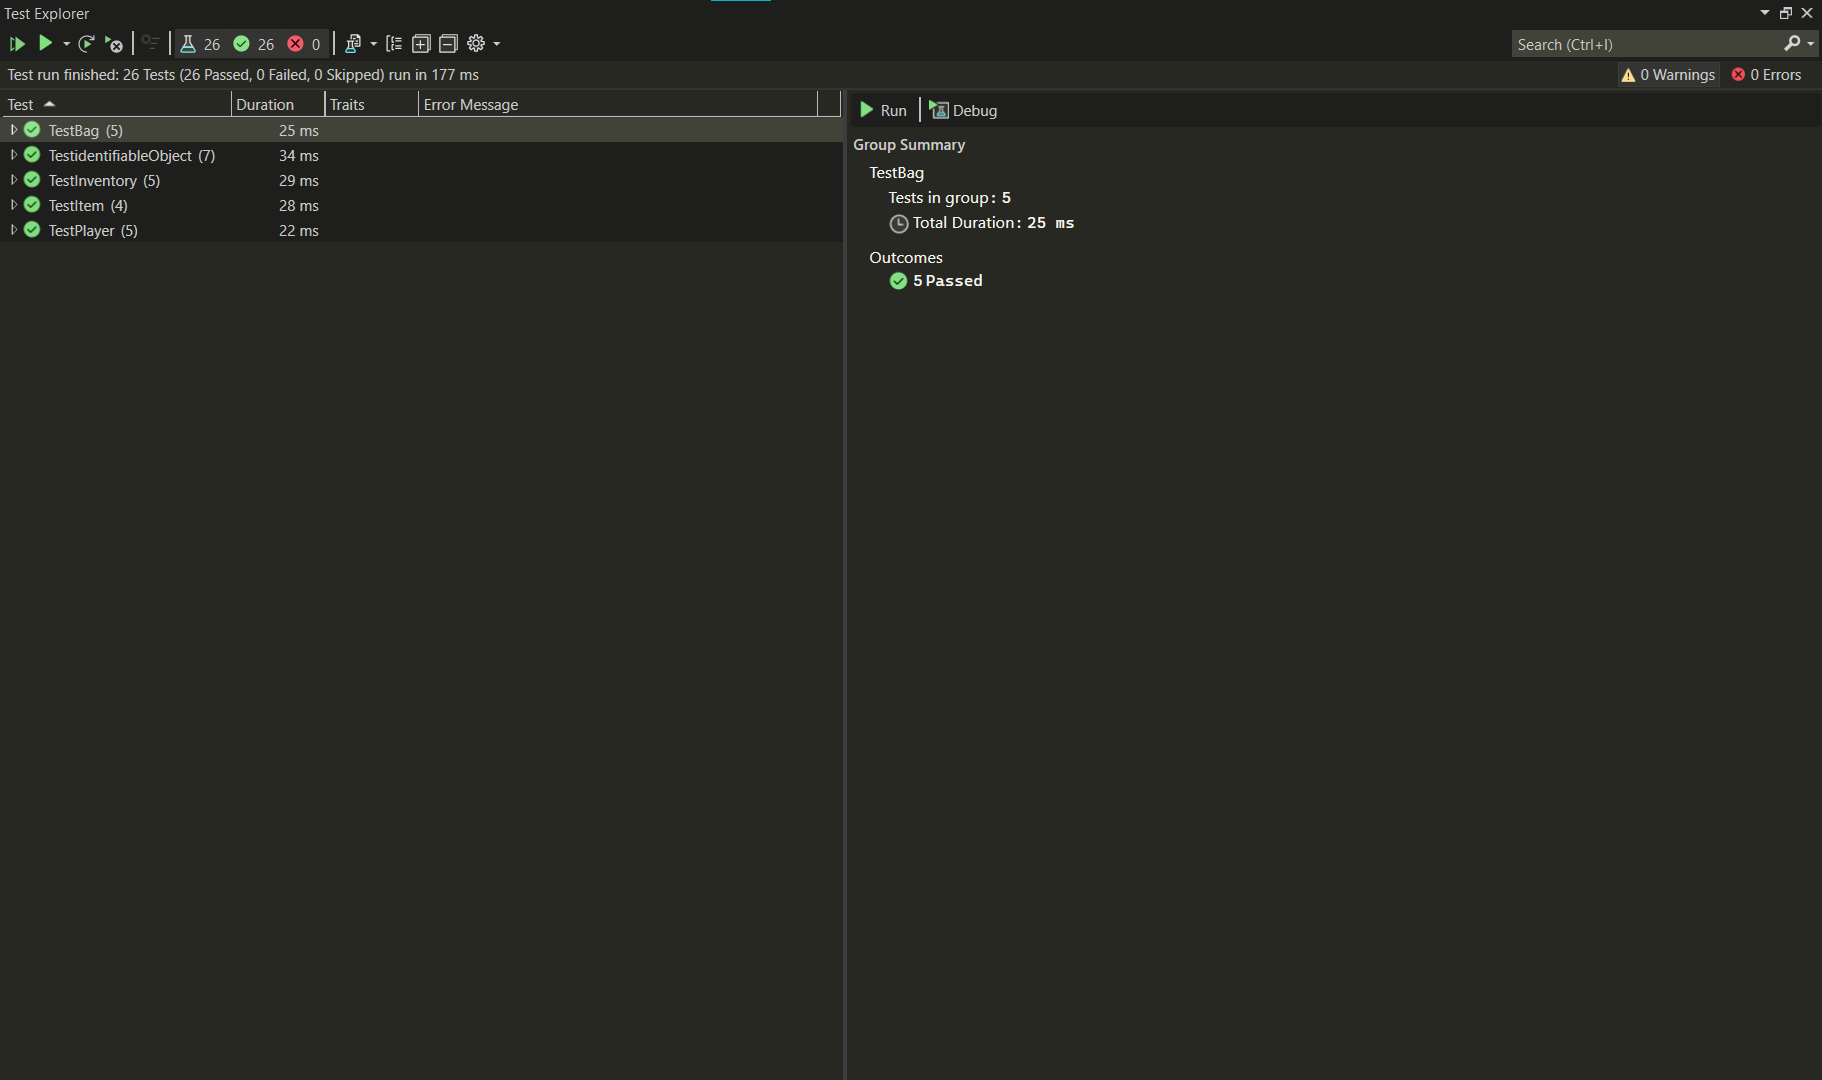 Test Explorer
26 26 0
Search (Ctrl+I)
Test run finished: 26 Tests (26 Passed, 0 Failed, 0 Skipped) run in 177 ms
0 Warnings 0 Errors
Test Duration Traits Error Message
TestBag (5) 25 ms
TestidentifiableObject (7) 34 ms
TestInventory (5) 29 ms
TestItem (4) 28 ms
TestPlayer (5) 22 ms
Run Debug
Group Summary
TestBag
Tests in group: 5
Total Duration: 25 ms
Outcomes
5 Passed